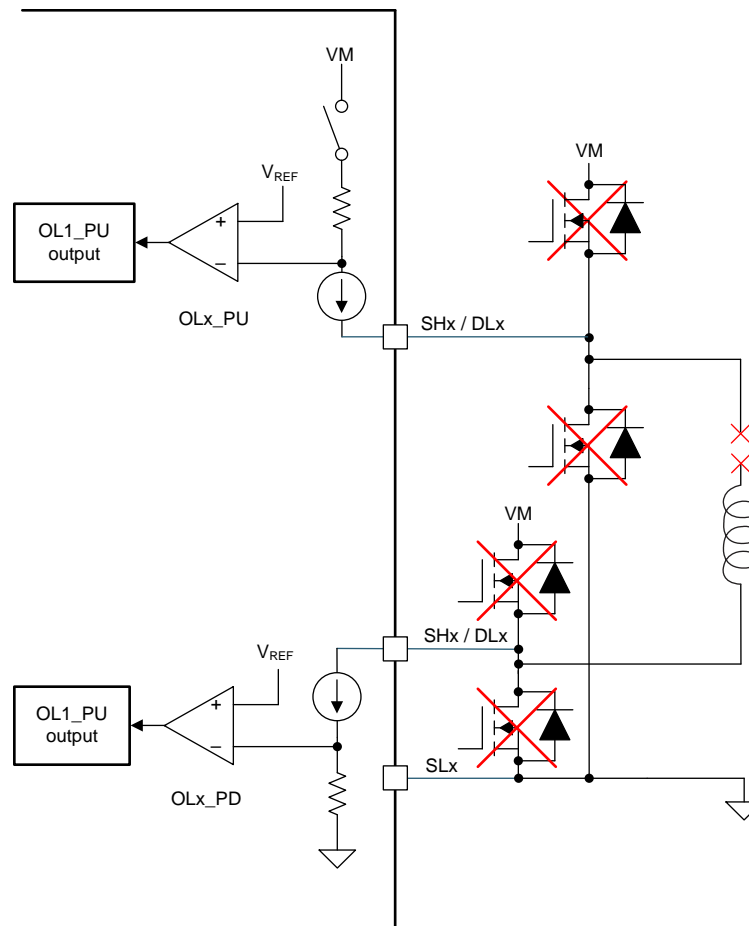 VM
VREF
OL1_PU
output
OLx_PU
SHx / DLx
VM
VM
SHx / DLx
VREF
OL1_PU
output
OLx_PD
SLx